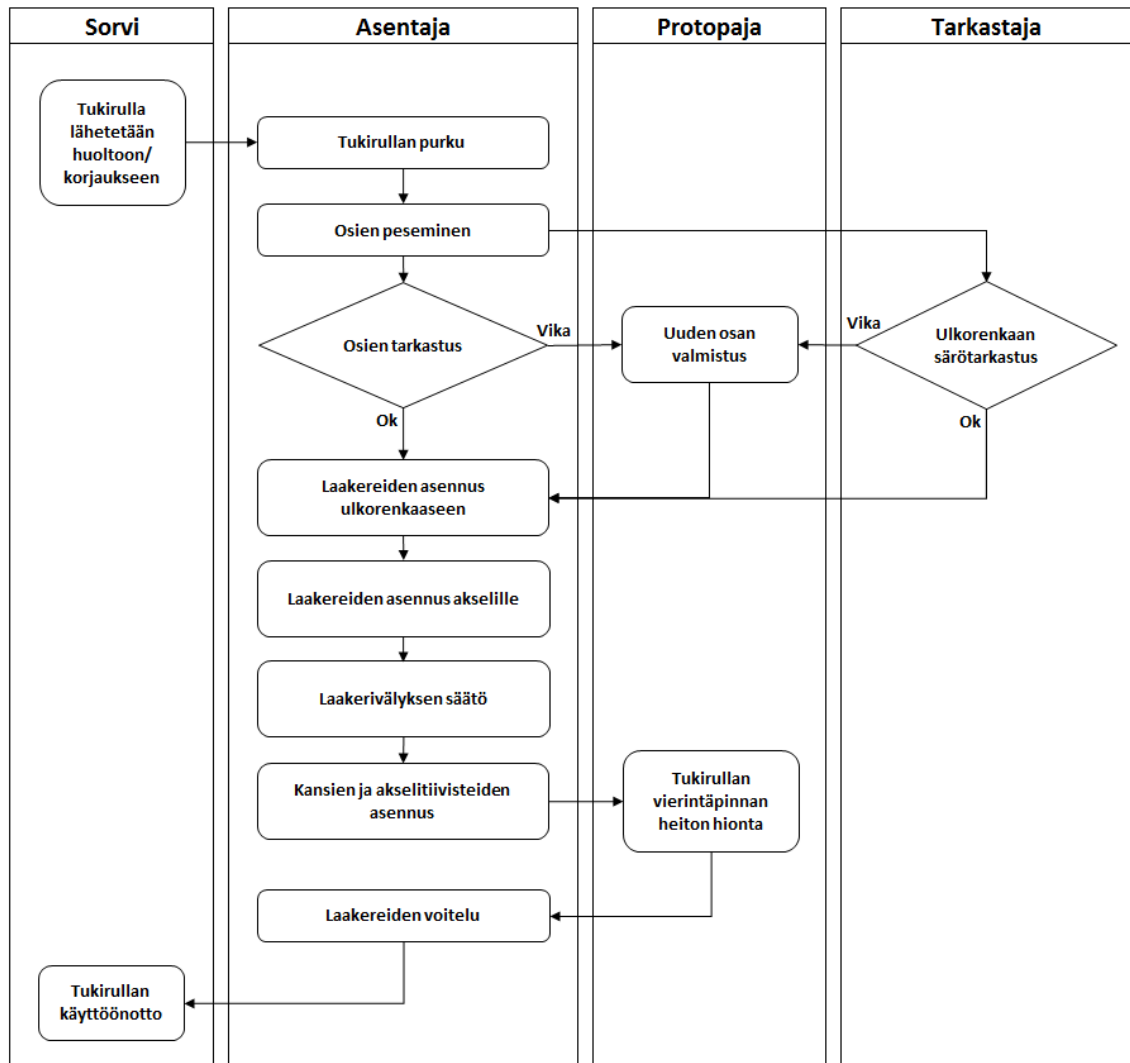 Sorvi
Asentaja
Protopaja
Tarkastaja
Tukirulla
lähetetään
huoltoon/
korjaukseen
Tukirullan purku
Osien peseminen
Osien tarkastus
Vika
Uuden osan
valmistus
Vika
Ulkorenkaan
särötarkastus
Ok
Ok
Laakereiden asennus
ulkorenkaaseen
Laakereiden asennus akselille
Laakerivälyksen säätö
Kansien ja akselitiivisteiden
asennus
Tukirullan
vierintäpinnan
heiton hionta
Laakereiden voitelu
Tukirullan
käyttöönotto